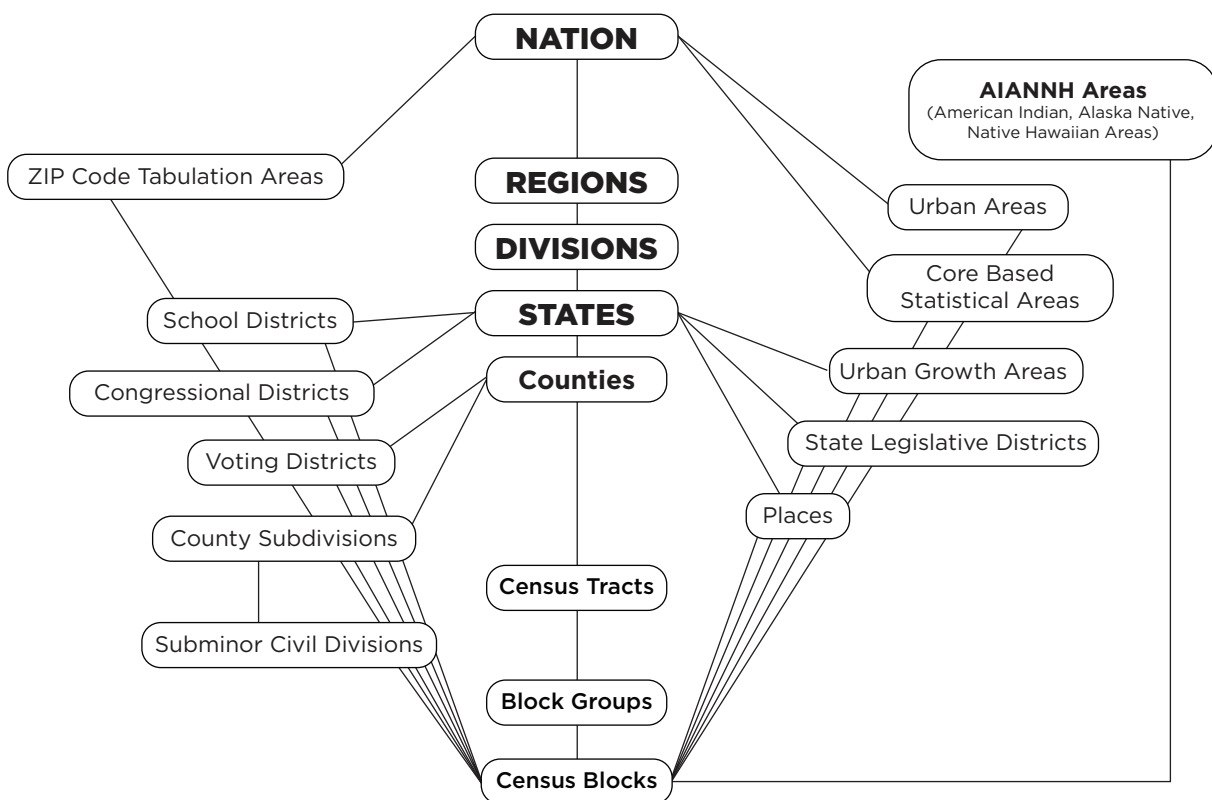 NATION
AIANNH Areas
(American Indian, Alaska Native,
Native Hawaiian Areas)
ZIP Code Tabulation Areas
REGIONS
Urban Areas
DIVISIONS
Core Based
Statistical Areas
School Districts
STATES
Urban Growth Areas
Congressional Districts
Counties
State Legislative Districts
Voting Districts
Places
County Subdivisions
Census Tracts
Subminor Civil Divisions
Block Groups
Census Blocks